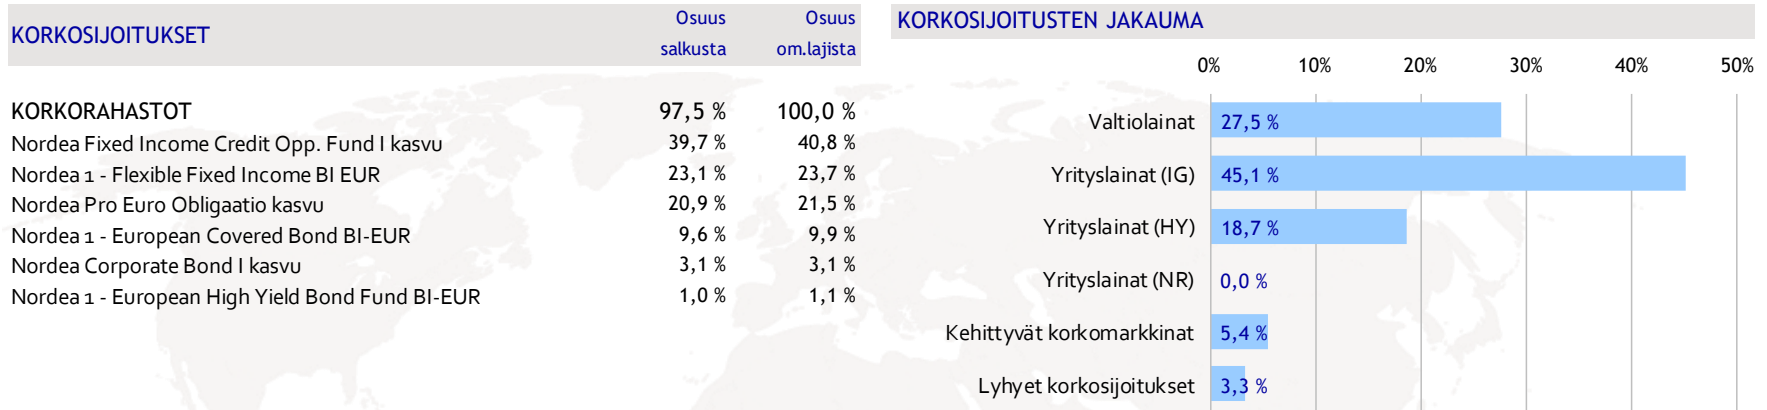 KORKOSIJOITUKSET Osuus salkusta Osuus om.lajista
KORKORAHASTOT 97,5 % 100,0 %
Nordea Fixed Income Credit Opp. Fund I kasvu 39,7 % 40,8 %
Nordea 1 - Flexible Fixed Income BI EUR 23,1 % 23,7 %
Nordea Pro Euro Obligaatio kasvu 20,9 % 21,5 %
Nordea 1 - European Covered Bond BI-EUR 9,6 % 9,9 %
Nordea Corporate Bond I kasvu 3,1 % 3,1 %
Nordea 1 - European High Yield Bond Fund BI-EUR 1,0 % 1,1 %
KORKOSIJOITUSTEN JAKAUMA
0% 10% 20% 30% 40% 50%
Valtiolainat 27,5 %
Yrityslainat (IG) 45,1 %
Yrityslainat (HY) 18,7 %
Yrityslainat (NR) 0,0 %
Kehittyvät korkomarkkinat 5,4 %
Lyhyet korkosijoitukset 3,3 %